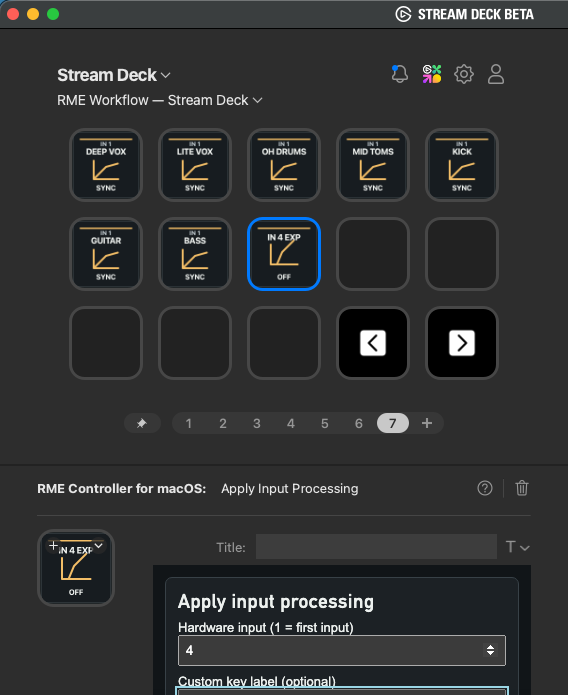 STREAM DECK BETA
Stream Deck
RME Workflow — Stream Deck
IN 1 IN 1 IN 1 IN 1 IN 1
DEEP VOX LITE VOX OH DRUMS MID TOMS KICK
SYNC SYNC SYNC SYNC SYNC
IN 1 IN 1 IN 4 EXP
GUITAR BASS
SYNC SYNC OFF
1 2 3 4 5 6 7 +
RME Controller for macOS: Apply Input Processing
IN 4 EXP
OFF
Title: T
Apply input processing
Hardware input (1 = first input)
4
Custom key label (optional)